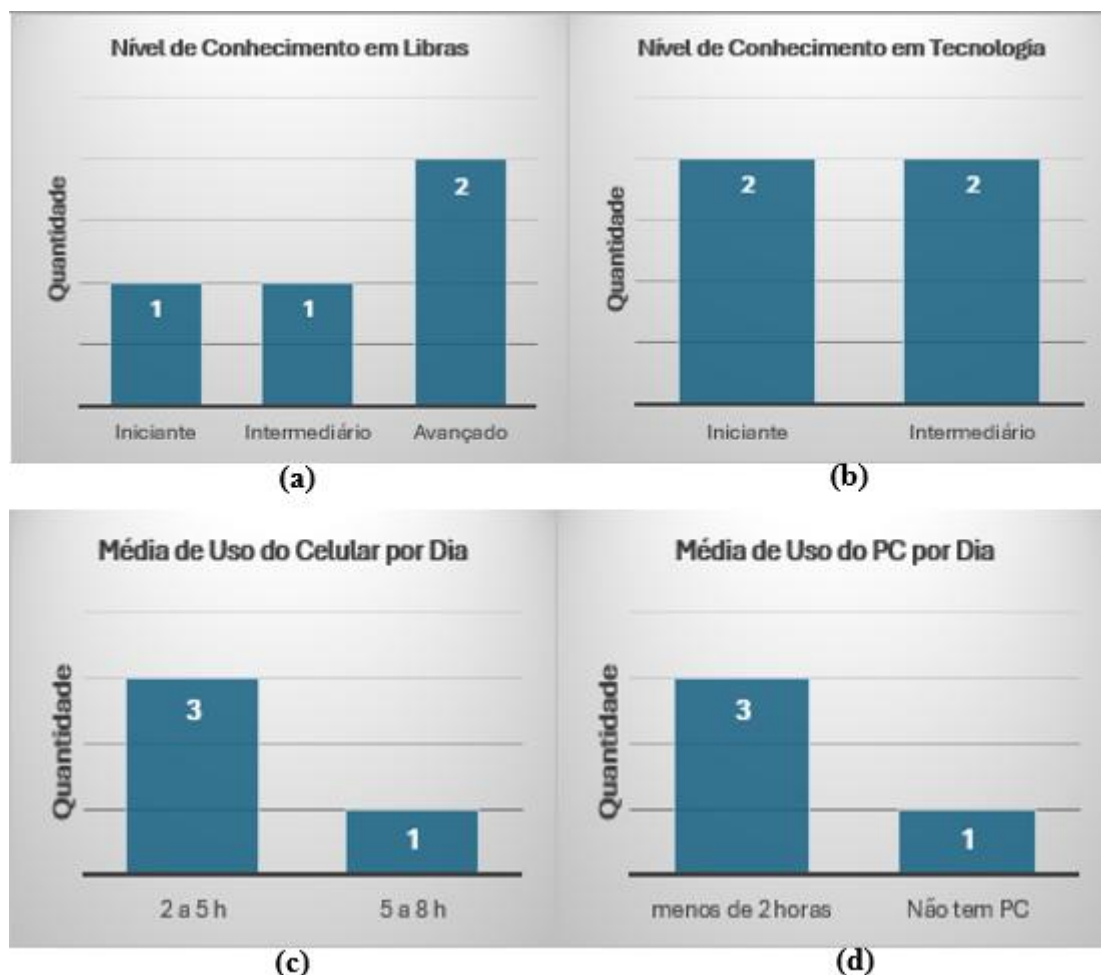 Nível de Conhecimento em Libras
Quantidade
1
1
2
Iniciante Intermediário Avançado
(a)
Nível de Conhecimento em Tecnologia
Quantidade
2
2
Iniciante Intermediário
(b)
Média de Uso do Celular por Dia
Quantidade
3
1
2 a 5 h 5 a 8 h
(c)
Média de Uso do PC por Dia
Quantidade
3
1
menos de 2 horas Não tem PC
(d)